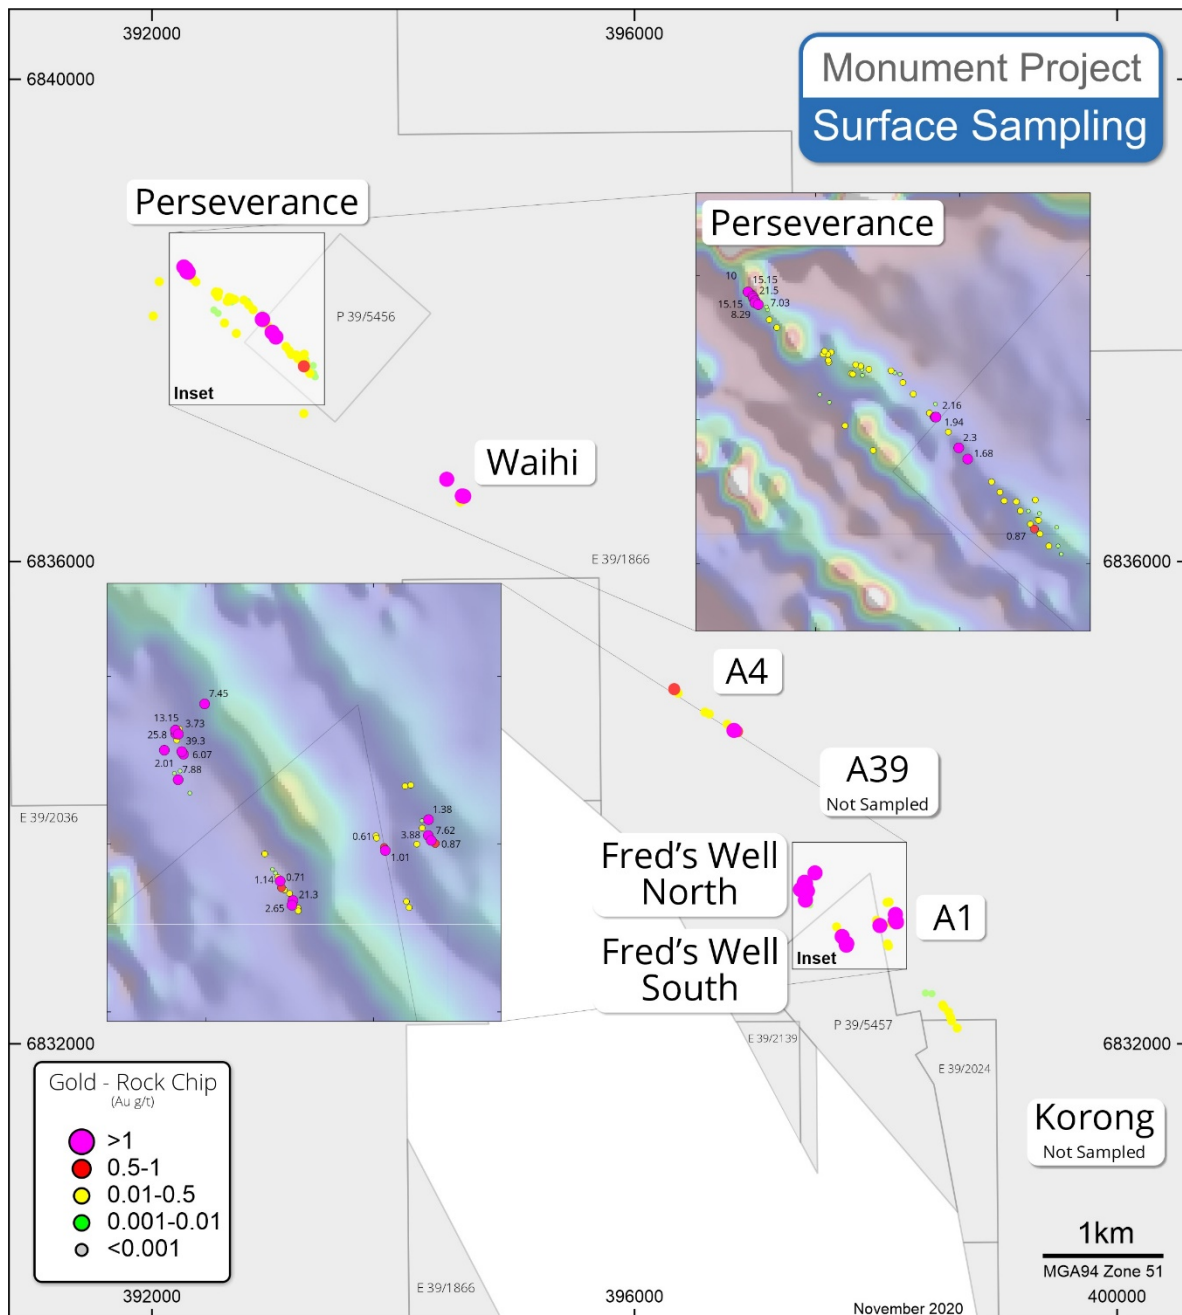 392000
396000
6840000
Monument Project
Surface Sampling
Perseverance
Perseverance
10
15.15
21.5
15.15
7.03
8.29
P 39/5456
Inset
2.16
1.94
2.3
1.68
0.87
Waihi
6836000
E 39/1866
6836000
A4
7.45
13.15
3.73
25.8
39.3
2.01
6.07
7.88
1.38
0.61
3.88
7.62
0.87
1.01
1.14
0.71
21.3
2.65
E 39/2036
A39
Not Sampled
Fred's Well
North
A1
Fred's Well
South
Inset
P 39/5457
E 39/2139
E 39/2024
6832000
6832000
Gold - Rock Chip
(Au g/t)
>1
0.5-1
0.01-0.5
0.001-0.01
<0.001
Korong
Not Sampled
1km
MGA94 Zone 51
E 39/1866
392000
396000
400000
November 2020